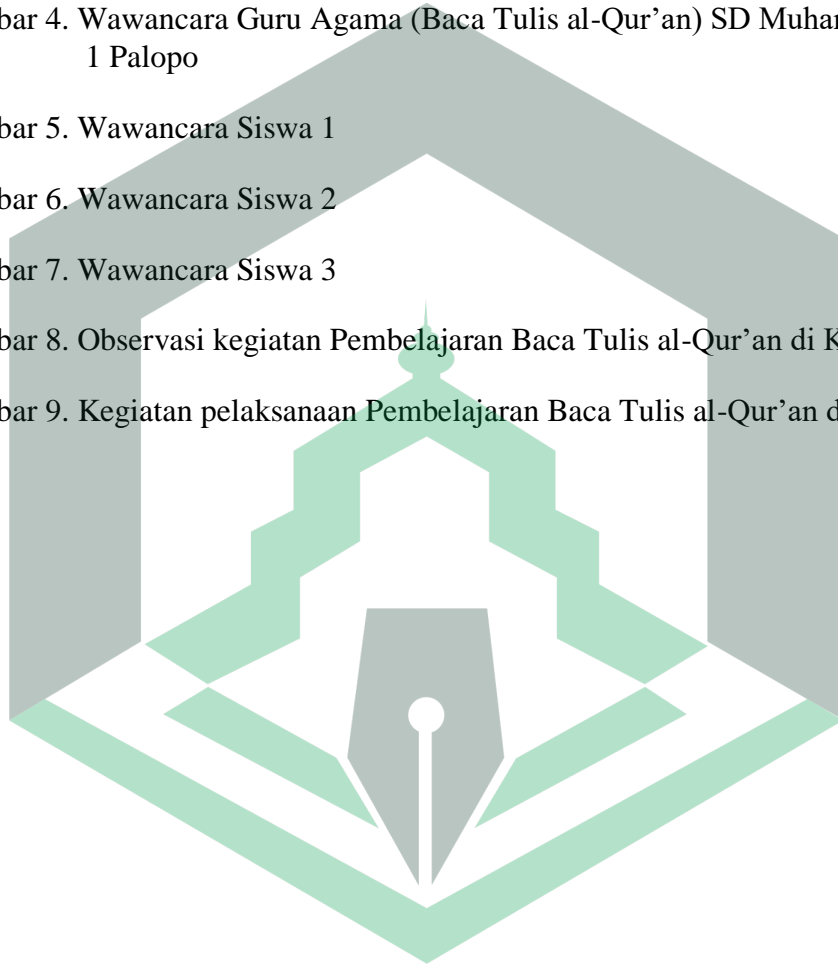 bar 4. Wawancara Guru Agama (Baca Tulis al-Qur’an) SD Muhar
1 Palopo
bar 5. Wawancara Siswa 1
bar 6. Wawancara Siswa 2
bar 7. Wawancara Siswa 3
bar 8. Observasi kegiatan Pembelajaran Baca Tulis al-Qur’an di K
bar 9. Kegiatan pelaksanaan Pembelajaran Baca Tulis al-Qur’an d